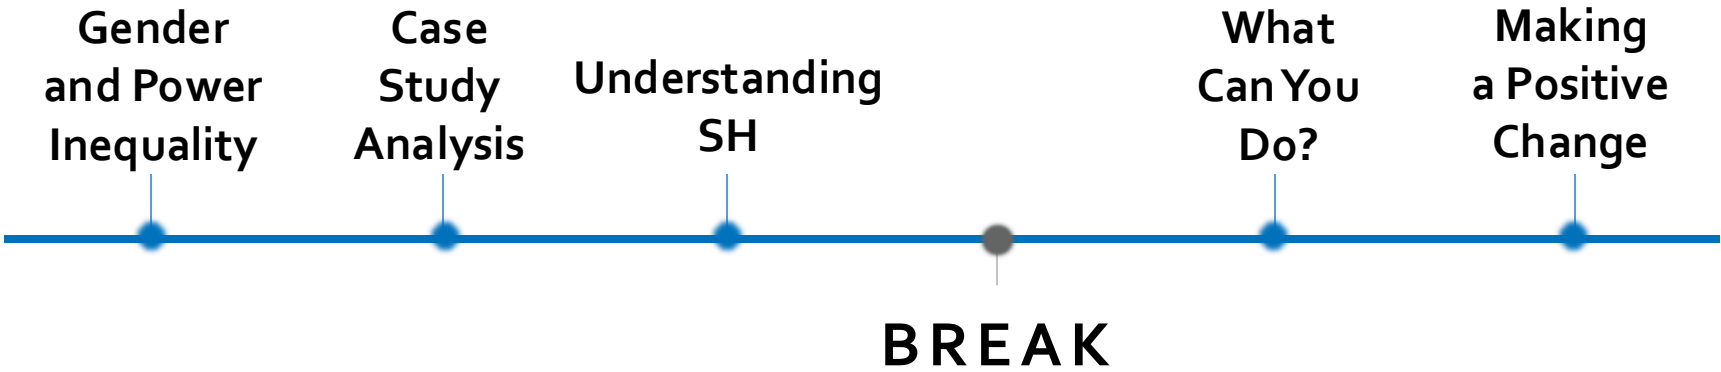 Gender
and Power
Inequality
Case
Study
Analysis
Understanding
SH
BREAK
What
Can You
Do?
Making
a Positive
Change